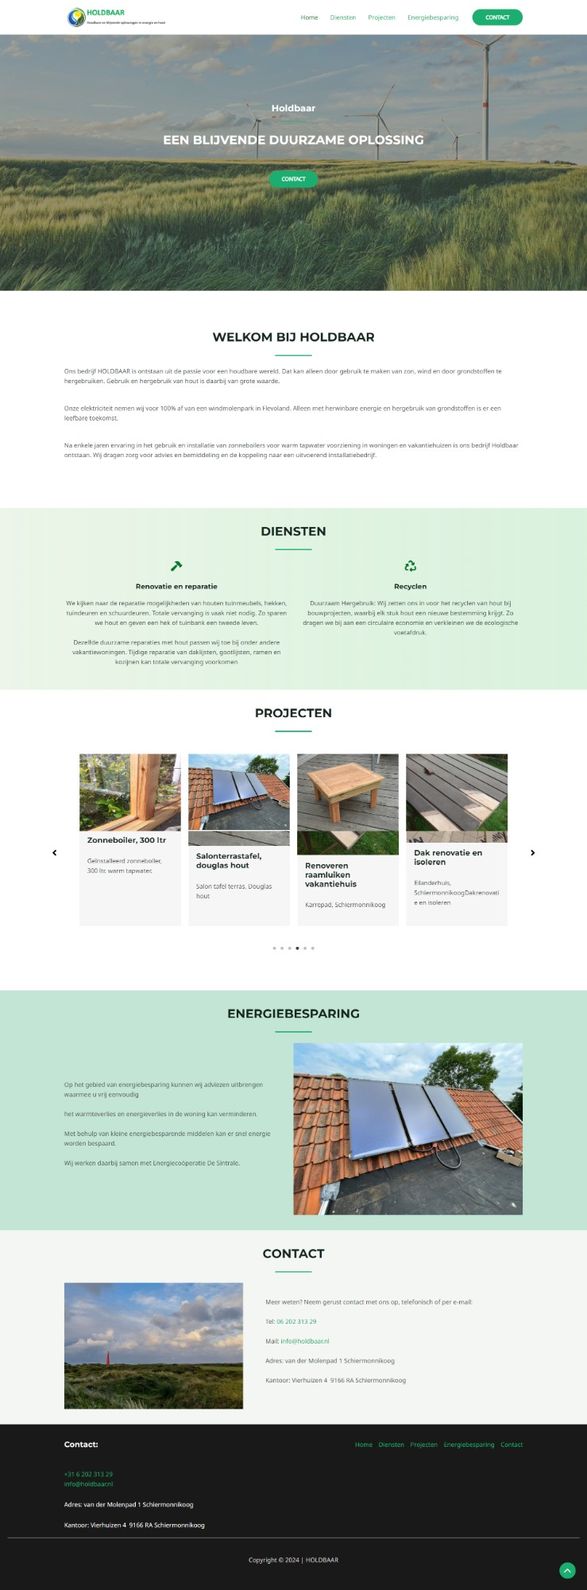 HOLDBAAR
Holdbare en blijvende oplossingen in energie en hout
Home Diensten Projecten Energiebesparing CONTACT
Holdbaar
EEN BLIJVENDE DUURZAME OPLOSSING
CONTACT
WELKOM BIJ HOLDBAAR
Ons bedrijf HOLDBAAR is ontstaan uit de passie voor een houdbare wereld. Dat kan alleen door gebruik te maken van zon, wind en door grondstoffen te
hergebruiken. Gebruik en hergebruik van hout is daarbij van grote waarde.
Onze elektriciteit nemen wij voor 100% af van een windmolenpark in Flevoland. Alleen met herwinbare energie en hergebruik van grondstoffen is er een
leefbare toekomst.
Na enkele jaren ervaring in het gebruik en installatie van zonneboilers voor warm tapwater voorziening in woningen en vakantiehuizen is ons bedrijf Holdbaar
ontstaan. Wij dragen zorg voor advies en bemiddeling en de koppeling naar een uitvoerend installatiebedrijf.
DIENSTEN
Renovatie en reparatie
We kijken naar de reparatie mogelijkheden van houten tuinmeubels, hekken,
tuindeuren en schuurdeuren. Totale vervanging is vaak niet nodig. Zo sparen
we hout en geven een hek of tuinbank een tweede leven.
Dezelfde duurzame reparaties met hout passen wij toe bij onder andere
vakantiewoningen. Tijdige reparatie van daklijsten, gootlijsten, ramen en
kozijnen kan totale vervanging voorkomen
Recyclen
Duurzaam Hergebruik: Wij zetten ons in voor het recyclen van hout bij
bouwprojecten, waarbij elk stuk hout een nieuwe bestemming krijgt. Zo
dragen we bij aan een circulaire economie en verkleinen we de ecologische
voetafdruk.
PROJECTEN
Zonneboiler, 300 ltr
Geïnstalleerd zonneboiler,
300 ltr. warm tapwater.
Salonterrastafel,
douglas hout
Salon tafel terras, Douglas
hout
Renoveren
raamluiken
vakantiehuis
Karrepad, Schiermonnikoog
Dak renovatie en
isoleren
Eilanderhuis,
SchiermonnikoogDakrenovati
e en isoleren
ENERGIEBESPARING
Op het gebied van energiebesparing kunnen wij adviezen uitbrengen
waarmee u vrij eenvoudig
het warmteverlies en energieverlies in de woning kan verminderen.
Met behulp van kleine energiebesparende middelen kan er snel energie
worden bespaard.
Wij werken daarbij samen met Energiecoöperatie De Sintrale.
CONTACT
Meer weten? Neem gerust contact met ons op, telefonisch of per e-mail:
Tel: 06 202 313 29
Mail: info@holdbaar.nl
Adres: van der Molenpad 1 Schiermonnikoog
Kantoor: Vierhuizen 4 9166 RA Schiermonnikoog
Contact:
Home Diensten Projecten Energiebesparing Contact
+31 6 202 313 29
info@holdbaar.nl
Adres: van der Molenpad 1 Schiermonnikoog
Kantoor: Vierhuizen 4 9166 RA Schiermonnikoog
Copyright © 2024 | HOLDBAAR